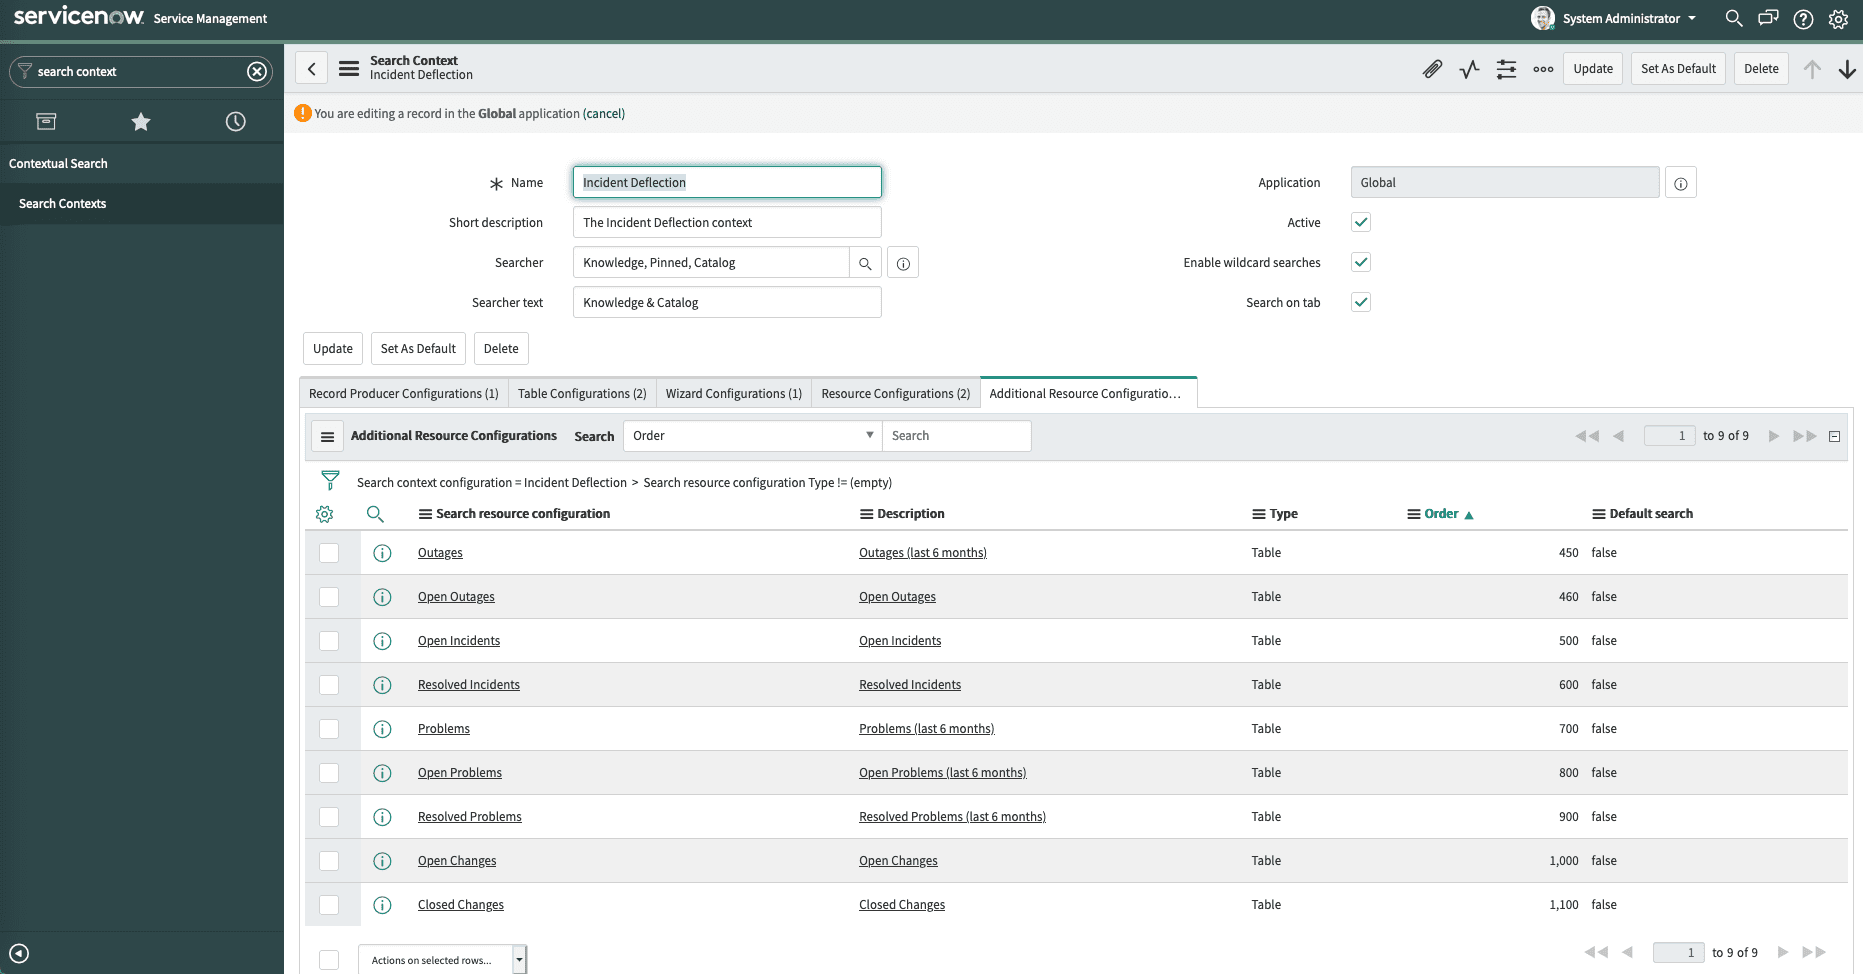 servicenow Service Management
System Administrator
search context
Contextual Search
Search Contexts
Search Context
Incident Deflection
Update
Set As Default
Delete
You are editing a record in the Global application (cancel)
Name
Incident Deflection
Application
Global
Short description
The Incident Deflection context
Active
Searcher
Knowledge, Pinned, Catalog
Enable wildcard searches
Searcher text
Knowledge & Catalog
Search on tab
Update
Set As Default
Delete
Record Producer Configurations (1)
Table Configurations (2)
Wizard Configurations (1)
Resource Configurations (2)
Additional Resource Configuratio…
Additional Resource Configurations
Search
Order
Search
1 to 9 of 9
Search context configuration = Incident Deflection > Search resource configuration Type != (empty)
Search resource configuration Description Type Order Default search
Outages Outages (last 6 months) Table 450 false
Open Outages Open Outages Table 460 false
Open Incidents Open Incidents Table 500 false
Resolved Incidents Resolved Incidents Table 600 false
Problems Problems (last 6 months) Table 700 false
Open Problems Open Problems (last 6 months) Table 800 false
Resolved Problems Resolved Problems (last 6 months) Table 900 false
Open Changes Open Changes Table 1,000 false
Closed Changes Closed Changes Table 1,100 false
Actions on selected rows...
1 to 9 of 9